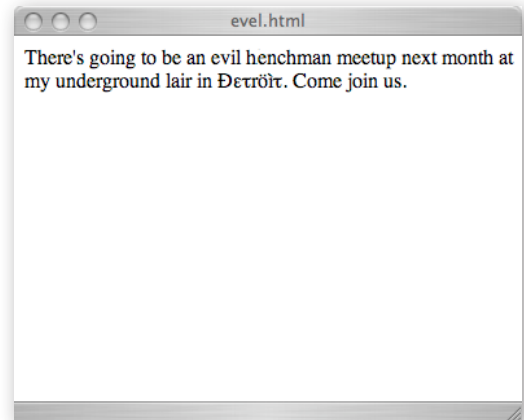 evel.html
There's going to be an evil henchman meetup next month at
my underground lair in Ðετröìτ. Come join us.